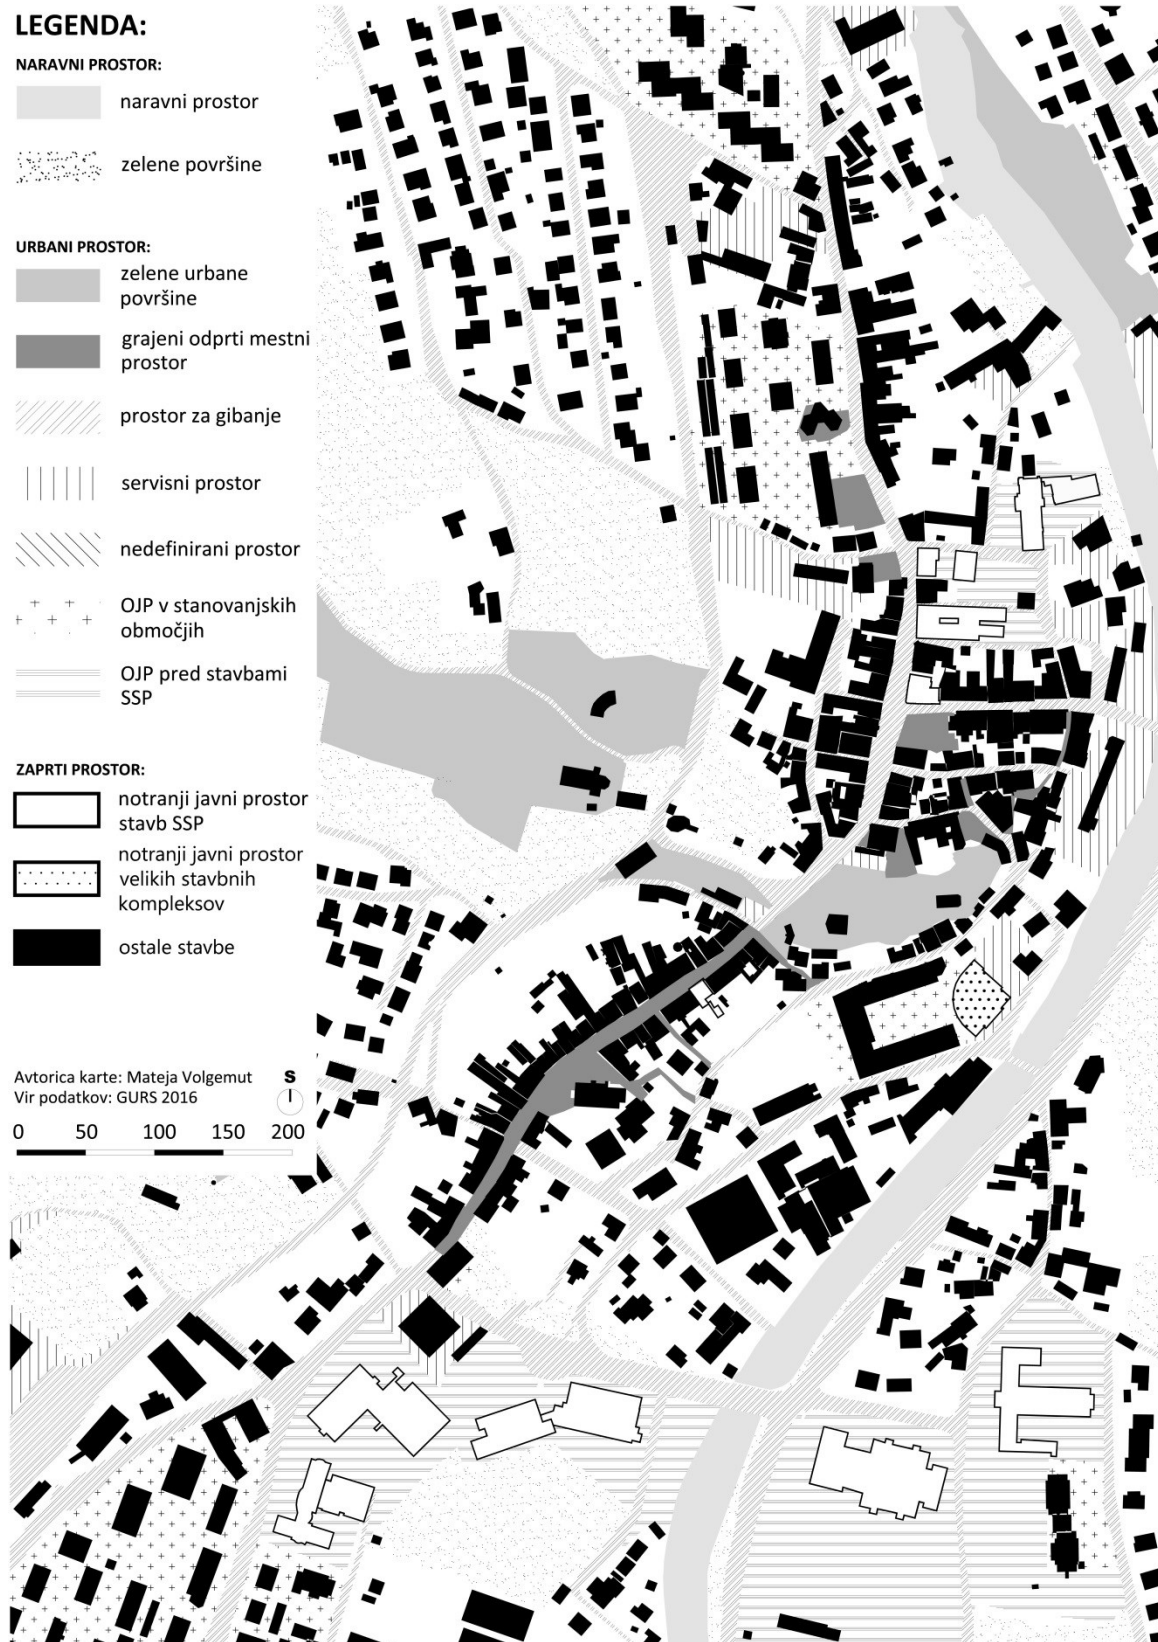 LEGENDA:
NARAVNI PROSTOR:
naravni prostor
zelene površine
URBANI PROSTOR:
zelene urbane
površine
grajeni odprti mestni
prostor
prostor za gibanje
servisni prostor
nedefinirani prostor
OJP v stanovanjskih
območjih
OJP pred stavbami
SSP
ZAPRTI PROSTOR:
notranji javni prostor
stavb SSP
notranji javni prostor
velikih stavbnih
kompleksov
ostale stavbe
Avtorica karte: Mateja Volgemut
Vir podatkov: GURS 2016
S
0 50 100 150 200